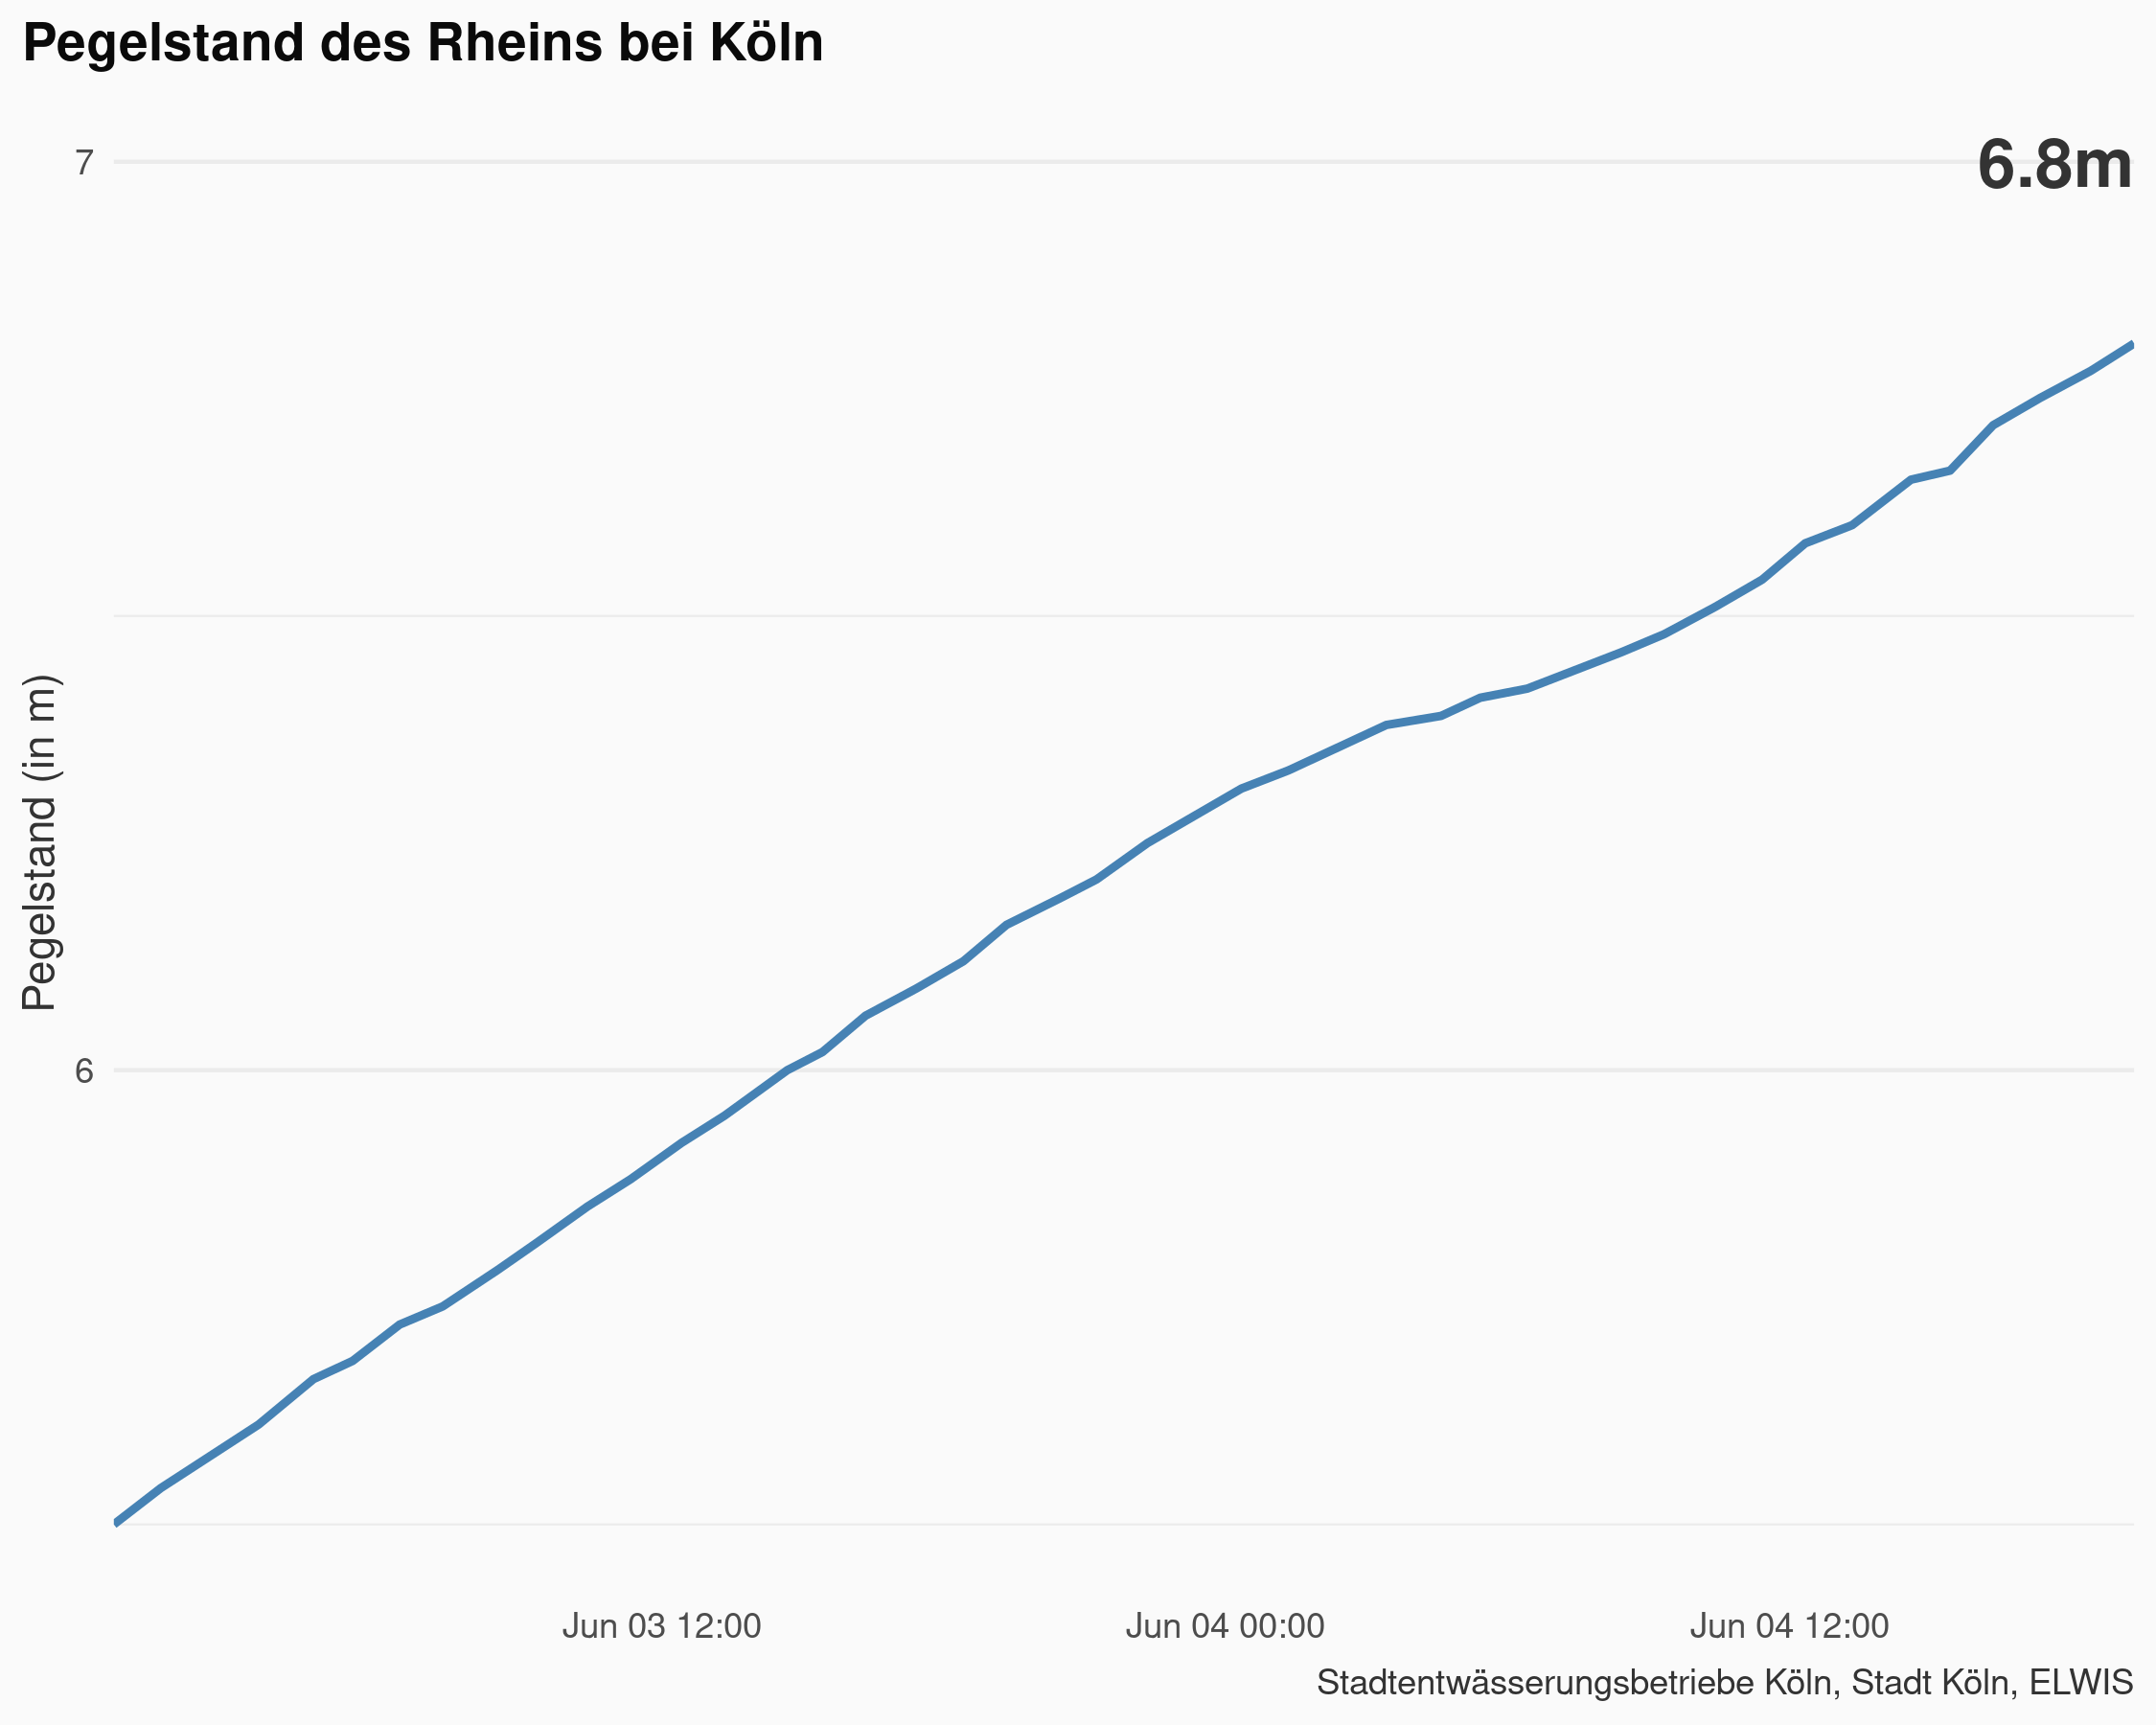 Pegelstand des Rheins bei Köln
6.8m
7
Pegelstand (in m)
6
Jun 03 12:00
Jun 04 00:00
Jun 04 12:00
Stadtentwässerungsbetriebe Köln, Stadt Köln, ELWIS